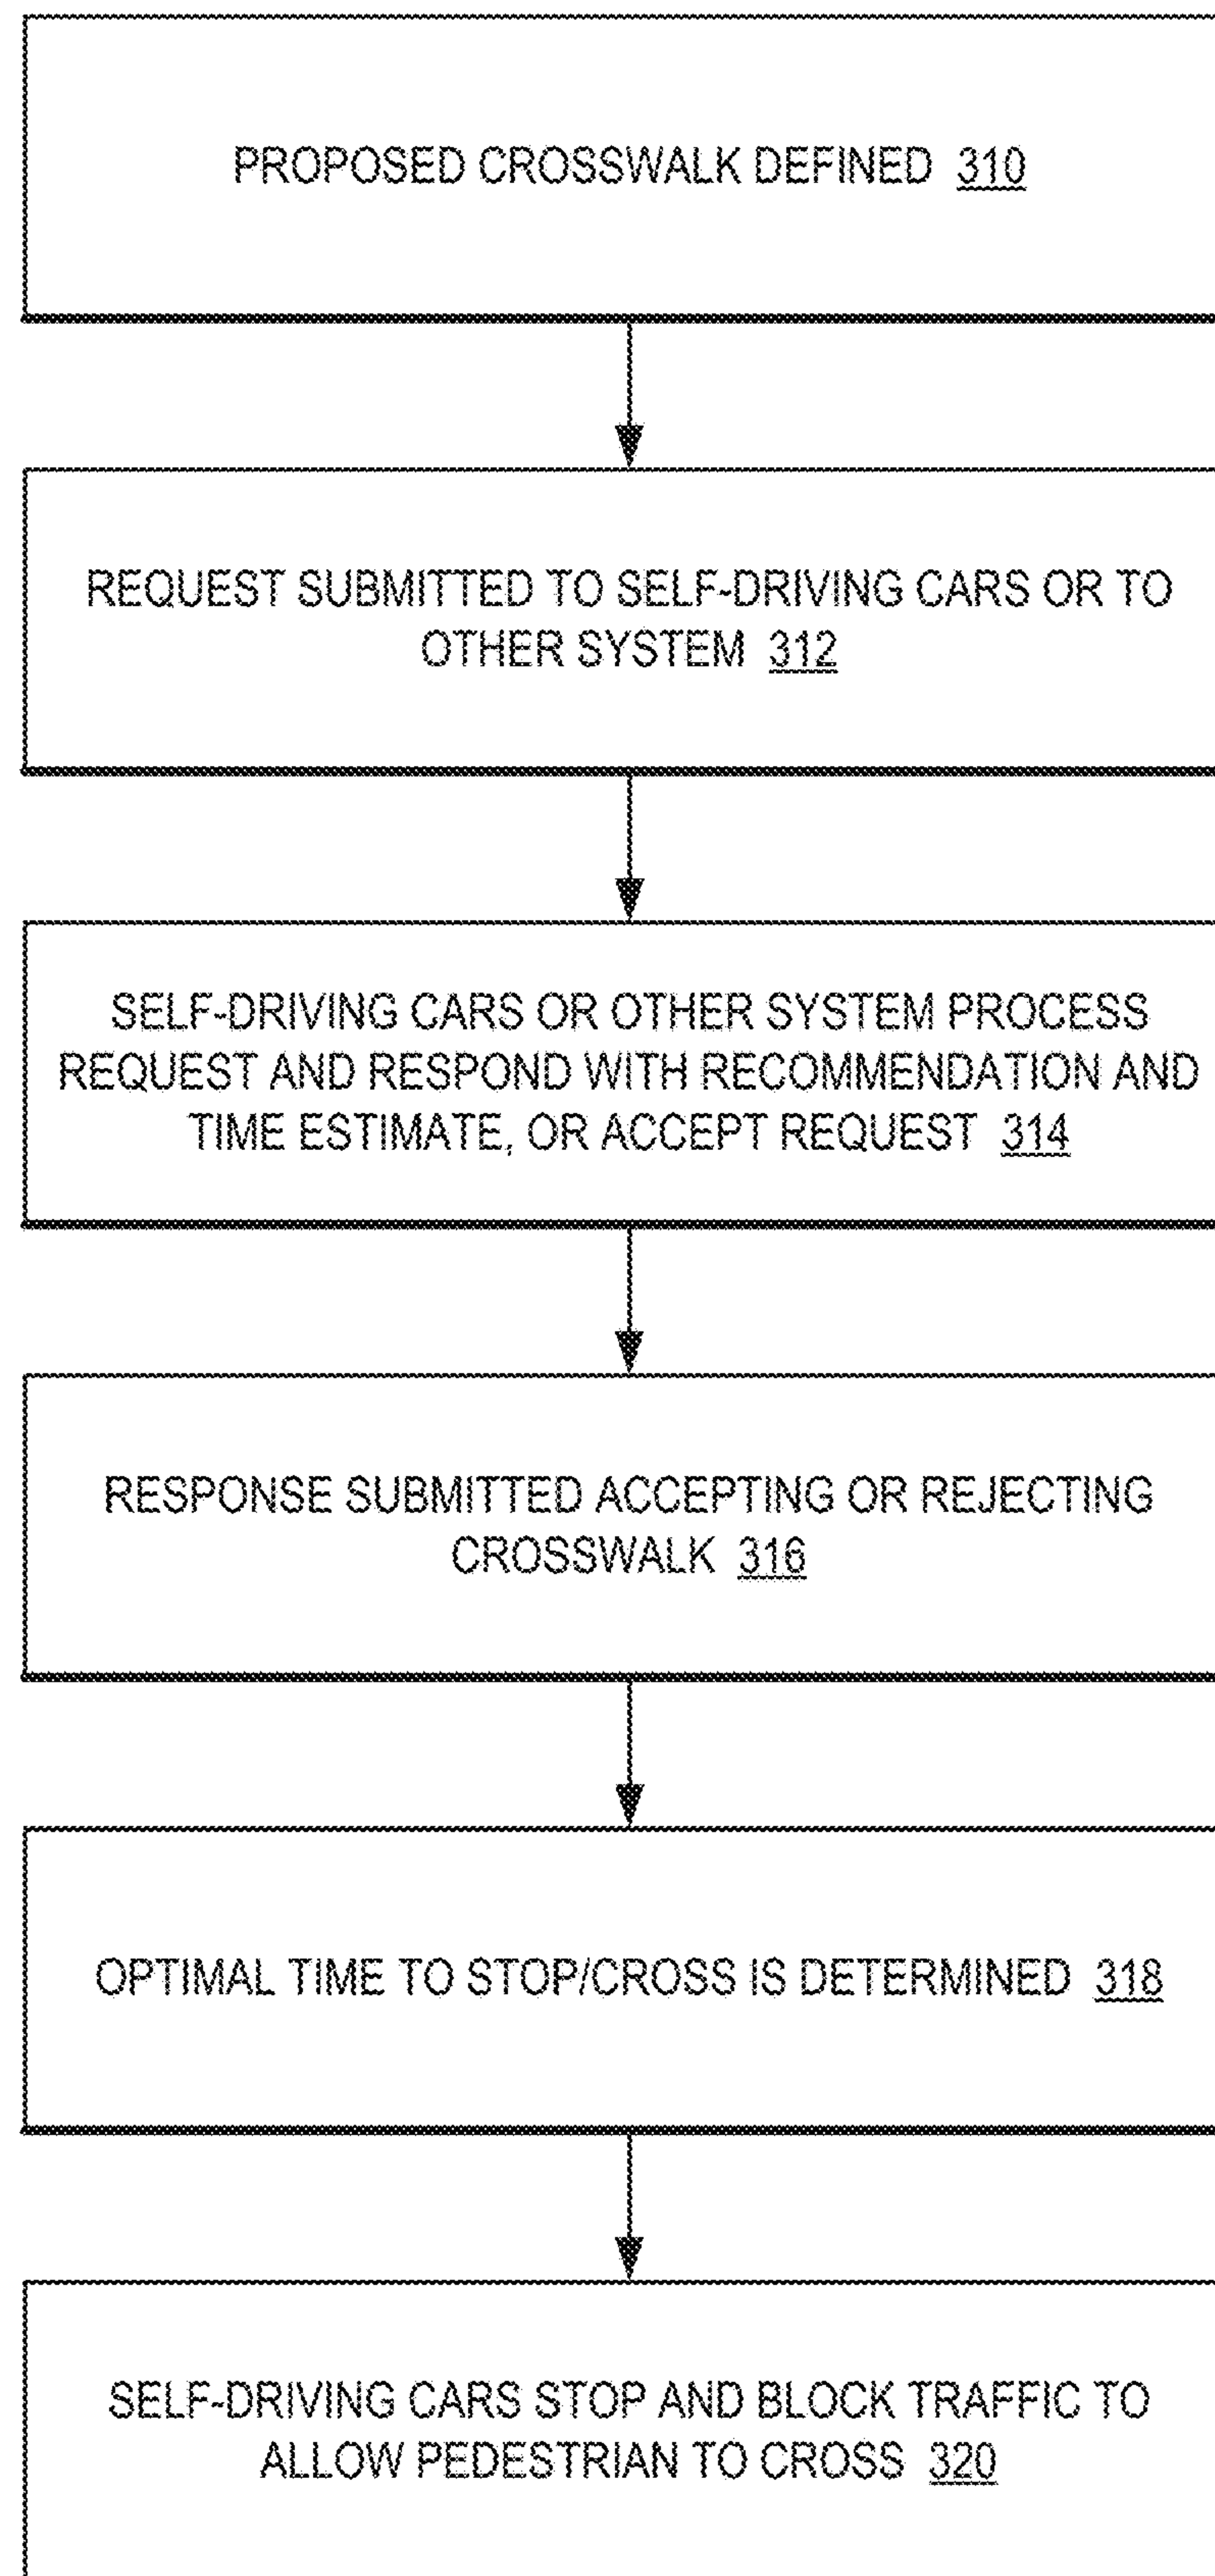 PROPOSED CROSSWALK DEFINED 310
REQUEST SUBMITTED TO SELF-DRIVING CARS OR TO
OTHER SYSTEM 312
SELF-DRIVING CARS OR OTHER SYSTEM PROCESS
REQUEST AND RESPOND WITH RECOMMENDATION AND
TIME ESTIMATE, OR ACCEPT REQUEST 314
RESPONSE SUBMITTED ACCEPTING OR REJECTING
CROSSWALK 316
OPTIMAL TIME TO STOP/CROSS IS DETERMINED 318
SELF-DRIVING CARS STOP AND BLOCK TRAFFIC TO
ALLOW PEDESTRIAN TO CROSS 320